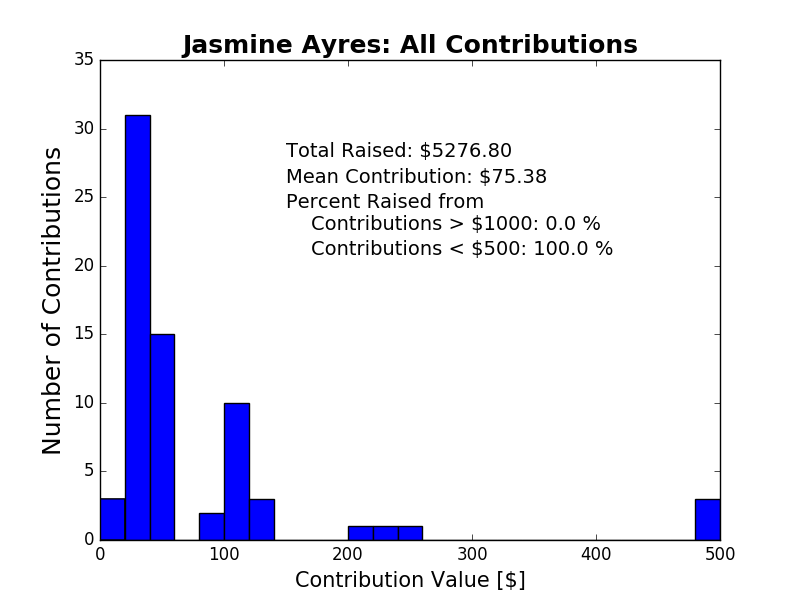 Jasmine Ayres: All Contributions
35
30
25
20
15
10
5
0
Number of Contributions
Total Raised: $5276.80
Mean Contribution: $75.38
Percent Raised from
Contributions > $1000: 0.0 %
Contributions < $500: 100.0 %
0 100 200 300 400 500
Contribution Value [$]